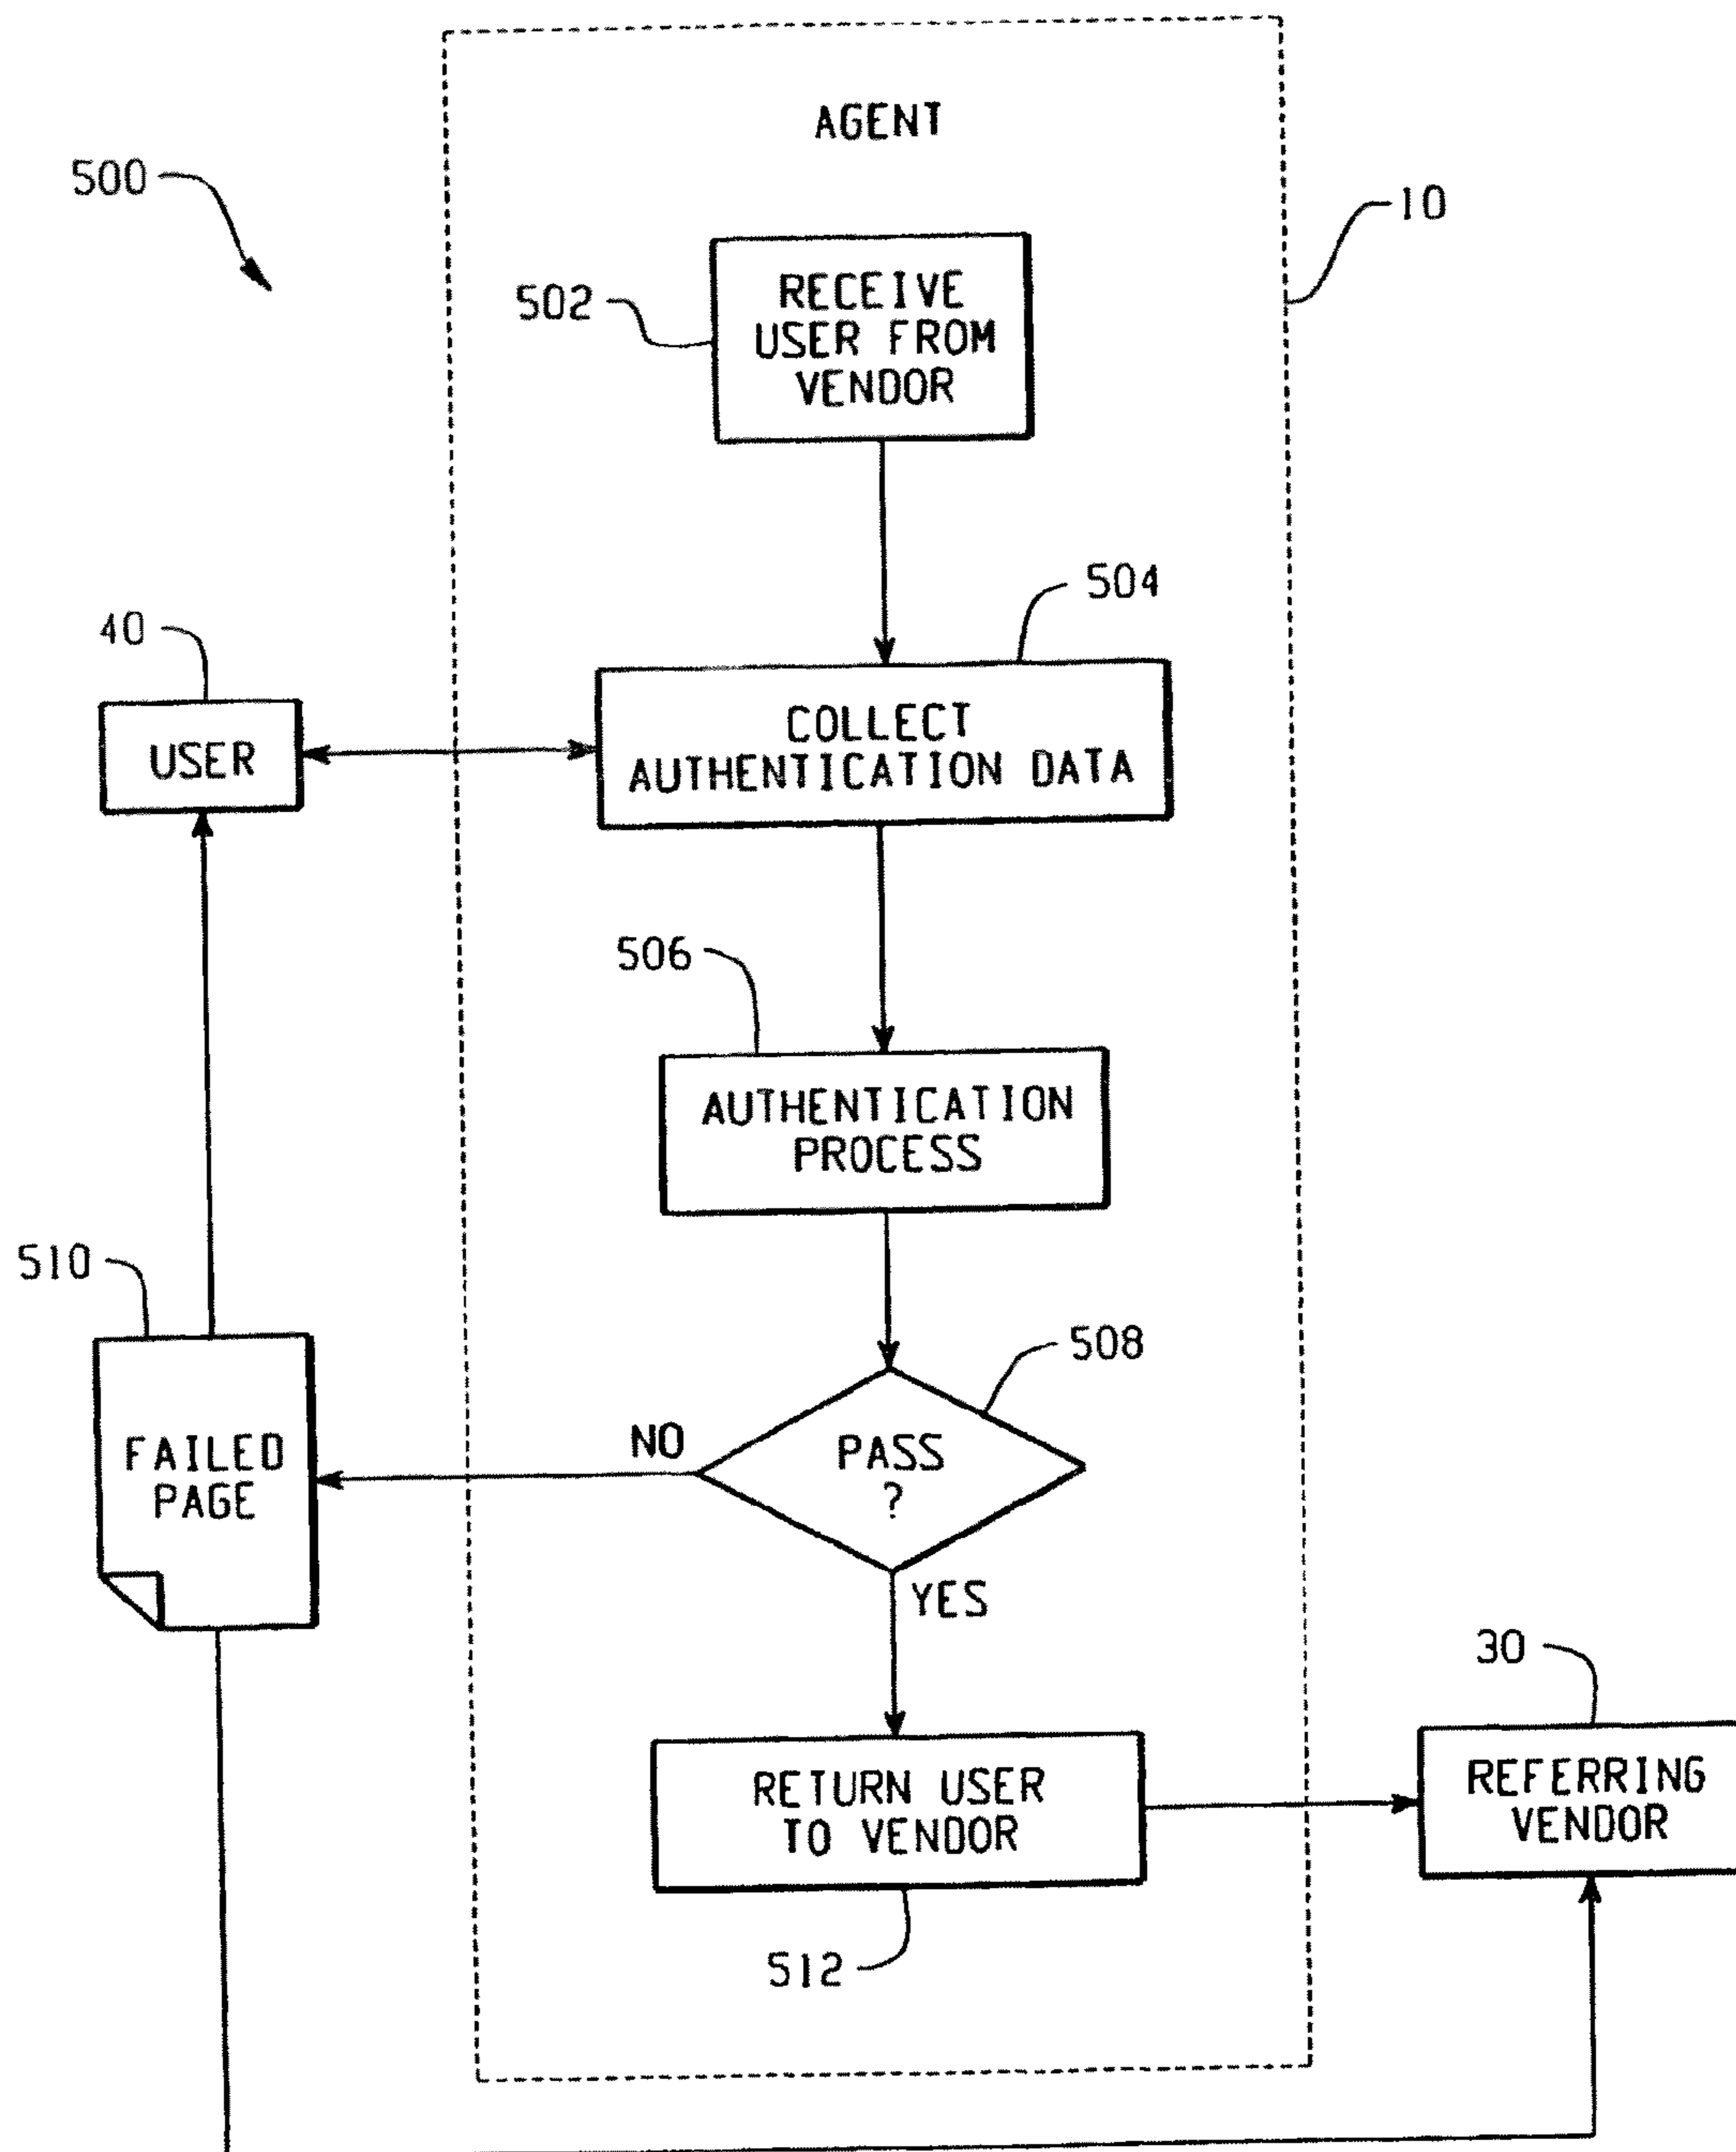 AGENT
500
10
502
RECEIVE
USER FROM
VENDOR
504
40
USER
COLLECT
AUTHENTICATION DATA
506
AUTHENTICATION
PROCESS
510
508
FAILED
PAGE
NO
PASS
?
YES
30
RETURN USER
TO VENDOR
REFERRING
VENDOR
512